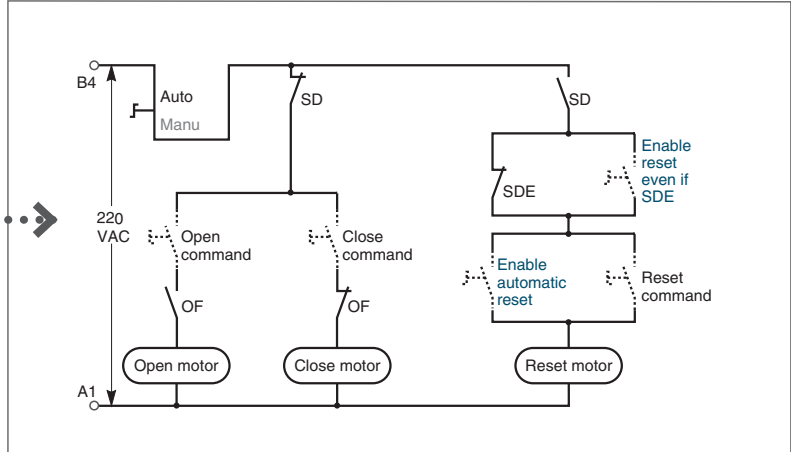 B4
Auto
Manu
SD
SD
Enable
reset
even if
SDE
SDE
220
VAC
Open
command
Close
command
Enable
automatic
reset
Reset
command
OF
OF
Open motor
Close motor
Reset motor
A1